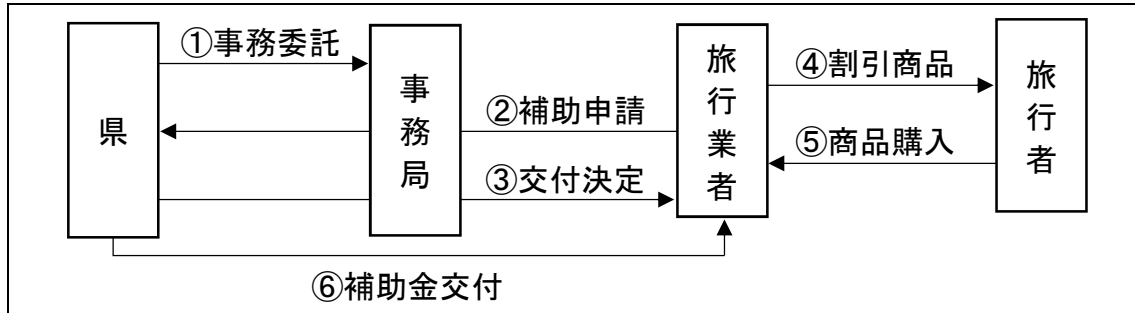 県
①事務委託
事務局
②補助申請
③交付決定
旅行業者
④割引商品
⑤商品購入
旅行者
⑥補助金交付